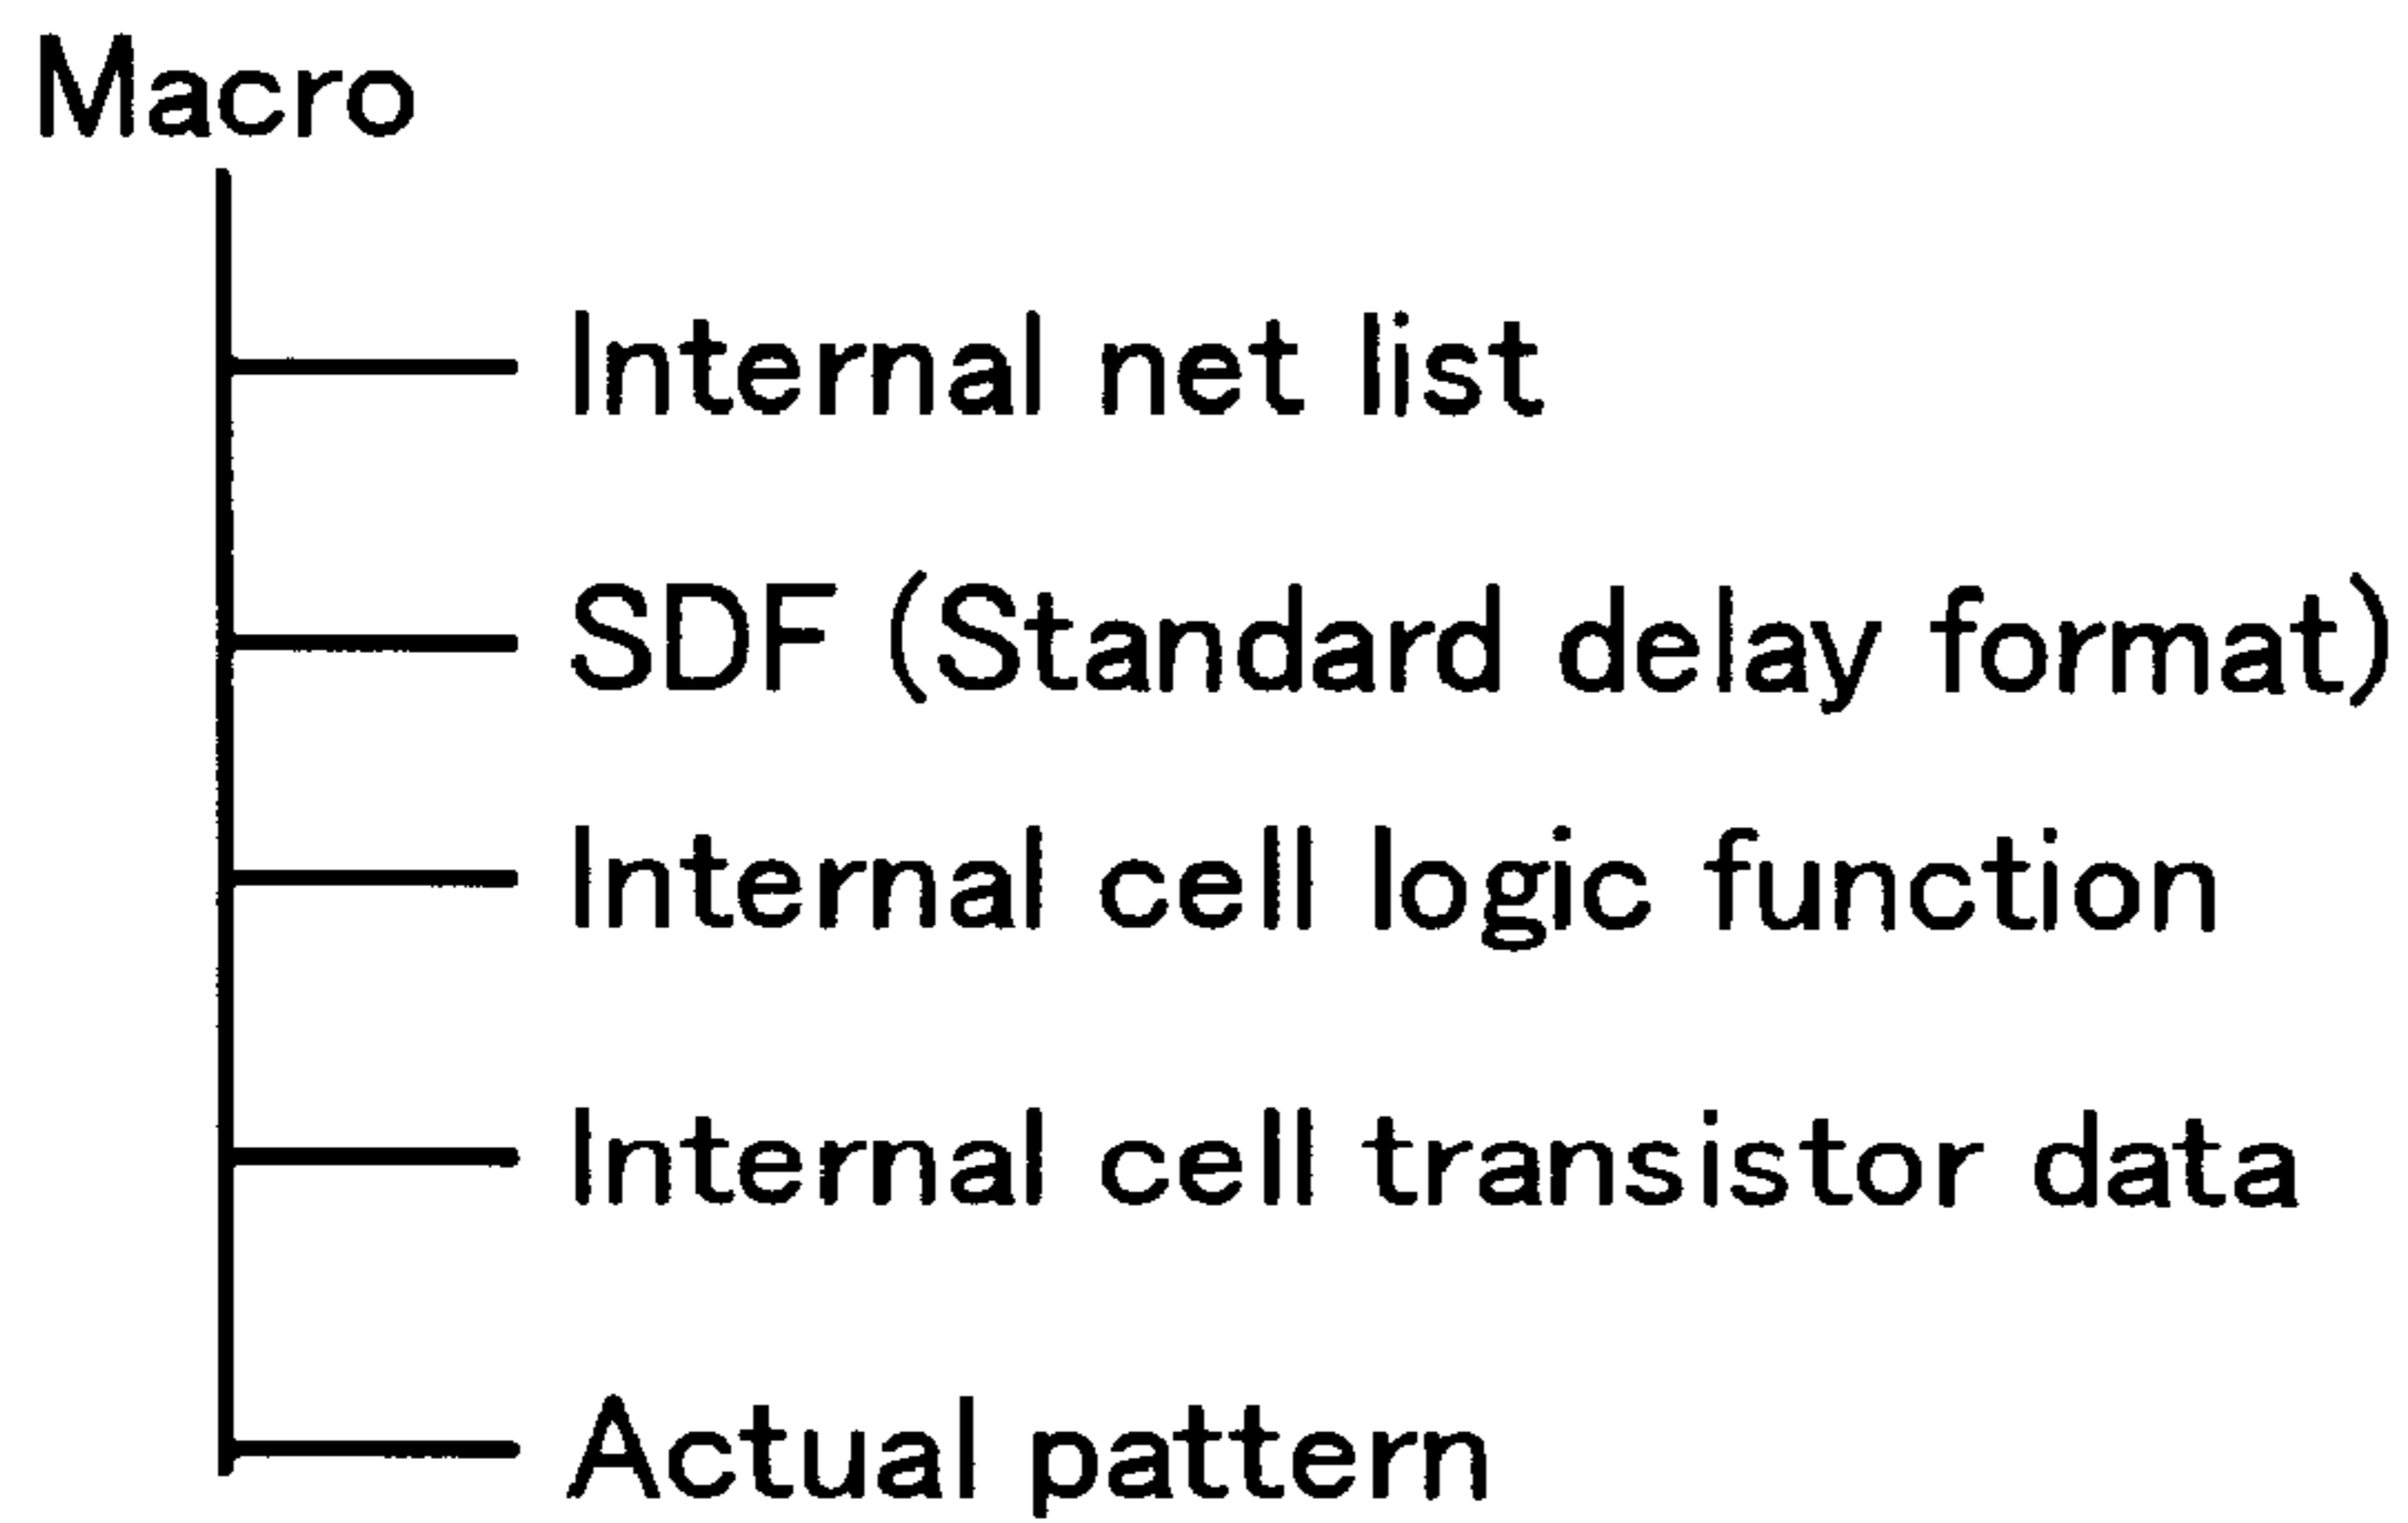 Macro
Internal net list
SDF (Standard delay format)
Internal cell logic function
Internal cell transistor data
Actual pattern